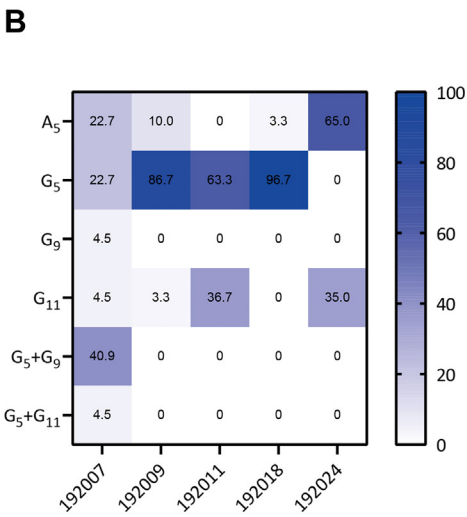 B
A5 22.7 10.0 0 3.3 65.0
G5 22.7 86.7 63.3 96.7 0
G9 4.5 0 0 0 0
G11 4.5 3.3 36.7 0 35.0
G5+G9 40.9 0 0 0 0
G5+G11 4.5 0 0 0 0
192007 192009 192011 192018 192024
100
80
60
40
20
0